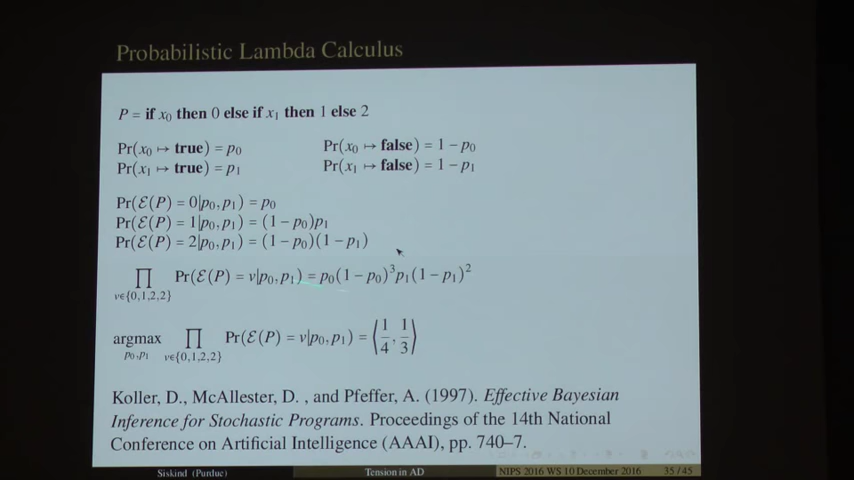 Probabilistic Lambda Calculus
P = if x₀ then 0 else if x₁ then 1 else 2
Pr(x₀ ↦ true) = p₀ Pr(x₀ ↦ false) = 1 − p₀
Pr(x₁ ↦ true) = p₁ Pr(x₁ ↦ false) = 1 − p₁
Pr(ℰ(P) = 0|p₀, p₁) = p₀
Pr(ℰ(P) = 1|p₀, p₁) = (1 − p₀)p₁
Pr(ℰ(P) = 2|p₀, p₁) = (1 − p₀)(1 − p₁)
∏ v∈{0,1,2,2} Pr(ℰ(P) = v|p₀, p₁) = p₀(1 − p₀)³p₁(1 − p₁)²
argmax p₀,p₁ ∏ v∈{0,1,2,2} Pr(ℰ(P) = v|p₀, p₁) = ⟨1/4, 1/3⟩
Koller, D., McAllester, D. , and Pfeffer, A. (1997). Effective Bayesian
Inference for Stochastic Programs. Proceedings of the 14th National
Conference on Artificial Intelligence (AAAI), pp. 740–7.
Siskind (Purdue) Tension in AD NIPS 2016 WS 10 December 2016 35 / 45